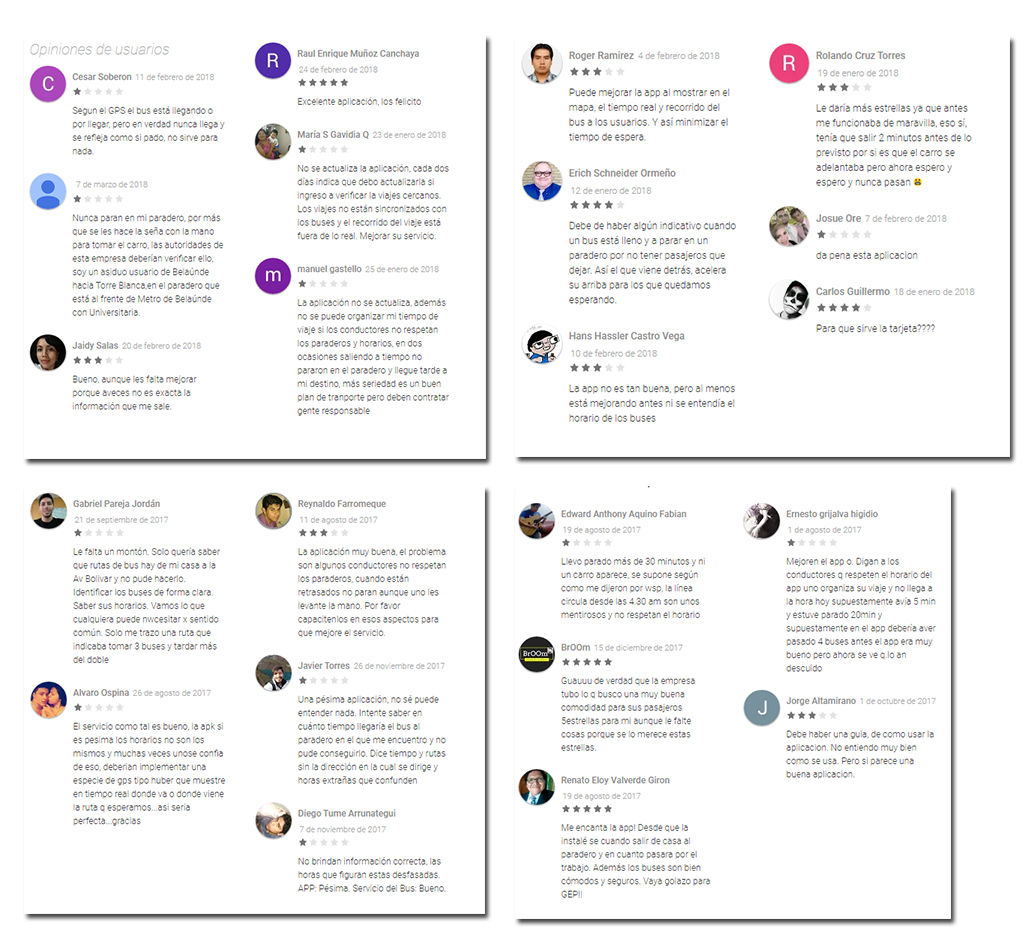 Opiniones de usuarios
Cesar Soberon 11 de febrero de 2018
Segun el GPS el bus está llegando o
por llegar, pero en verdad nunca llega y
se refleja como si pado, no sirve para
nada.
7 de marzo de 2018
Nunca paran en mi paradero, por más
que se les hace la seña con la mano
para tomar el carro, las autoridades de
esta empresa deberían verificar ello,
soy un asiduo usuario de Belaúnde
hacia Torre Blanca,en el paradero que
está al frente de Metro de Belaúnde
con Universitaria.
Jaidy Salas 20 de febrero de 2018
Bueno, aunque les falta mejorar
porque aveces no es exacta la
información que me sale.
Raul Enrique Muñoz Canchaya
24 de febrero de 2018
Excelente aplicación, los felicito
María S Gavidia Q 23 de enero de 2018
No se actualiza la aplicación, cada dos
días indica que debo actualizarla si
ingreso a verificar la viajes cercanos.
Los viajes no están sincronizados con
los buses y el recorrido del viaje está
fuera de lo real. Mejorar su servicio.
manuel gastello 25 de enero de 2018
La aplicación no se actualiza, además
no se puede organizar mi tiempo de
viaje si los conductores no respetan
los paraderos y horarios, en dos
ocasiones saliendo a tiempo no
pararon en el paradero y llegue tarde a
mi destino, más seriedad es un buen
plan de tranporte pero deben contratar
gente responsable
Roger Ramirez 4 de febrero de 2018
Puede mejorar la app al mostrar en el
mapa, el tiempo real y recorrido del
bus a los usuarios. Y así minimizar el
tiempo de espera.
Erich Schneider Ormeño
12 de enero de 2018
Debe de haber algún indicativo cuando
un bus está lleno y a parar en un
paradero por no tener pasajeros que
dejar. Así el que viene detrás, acelera
su arriba para los que quedamos
esperando.
Hans Hassler Castro Vega
10 de febrero de 2018
La app no es tan buena, pero al menos
está mejorando antes ni se entendía el
horario de los buses
Rolando Cruz Torres
19 de enero de 2018
Le daría más estrellas ya que antes
me funcionaba de maravilla, eso sí,
tenía que salir 2 minutos antes de lo
previsto por si es que el carro se
adelantaba pero ahora espero y
espero y nunca pasan 😫
Josue Ore 7 de febrero de 2018
da pena esta aplicacion
Carlos Guillermo 18 de enero de 2018
Para que sirve la tarjeta????
Gabriel Pareja Jordán
21 de septiembre de 2017
Le falta un montón. Solo quería saber
que rutas de bus hay de mi casa a la
Av Bolívar y no pude hacerlo.
Identificar los buses de forma clara.
Saber sus horarios. Vamos lo que
cualquiera puede nwcesitar x sentido
común. Solo me trazo una ruta que
indicaba tomar 3 buses y tardar más
del doble
Alvaro Ospina 26 de agosto de 2017
El servicio como tal es bueno, la apk si
es pesima los horarios no son los
mismos y muchas veces unose confia
de eso, deberian implementar una
especie de gps tipo huber que muestre
en tiempo real donde va o donde viene
la ruta q esperamos...asi seria
perfecta...gracias
Reynaldo Farromeque
11 de agosto de 2017
La aplicación muy buena, el problema
son algunos conductores no respetan
los paraderos, cuando están
retrasados no paran aunque uno les
levante la mano. Por favor
capacítenlos en esos aspectos para
que mejore el servicio.
Javier Torres 26 de noviembre de 2017
Una pésima aplicación, no sé puede
entender nada. Intente saber en
cuánto tiempo llegaría el bus al
paradero en el que me encuentro y no
pude conseguirlo. Dice tiempo y rutas
sin la dirección en la cual se dirige y
horas extrañas que confunden
Diego Tume Arrunategui
7 de noviembre de 2017
No brindan información correcta, las
horas que figuran estas desfasadas.
APP: Pésima. Servicio del Bus: Bueno.
Edward Anthony Aquino Fabian
19 de agosto de 2017
Llevo parado más de 30 minutos y ni
un carro aparece, se supone según
como me dijeron por wsp, la línea
circula desde las 4.30 am son unos
mentirosos y no respetan el horario
BrOOm 15 de diciembre de 2017
Guauuu de verdad que la empresa
tubo lo q busco una muy buena
comodidad para sus pasajeros
5estrellas para mi aunque le falte
cosas porque se lo merece estas
estrellas.
Renato Eloy Valverde Giron
19 de agosto de 2017
Me encanta la app! Desde que la
instalé se cuando salir de casa al
paradero y en cuanto pasara por el
trabajo. Además los buses son bien
cómodos y seguros. Vaya golazo para
GEP!!
Ernesto grijalva higidio
1 de agosto de 2017
Mejoren el app o. Digan a los
conductores q respeten el horario del
app uno organiza su viaje y no llega a
la hora hoy supuestamente avía 5 min
y estuve parado 20min y
supuestamente en el app debería aver
pasado 4 buses antes el app era muy
bueno pero ahora se ve q.lo an
descuido
Jorge Altamirano 1 de octubre de 2017
Debe haber una guia, de como usar la
aplicacion. No entiendo muy bien
como se usa. Pero si parece una
buena aplicacion.